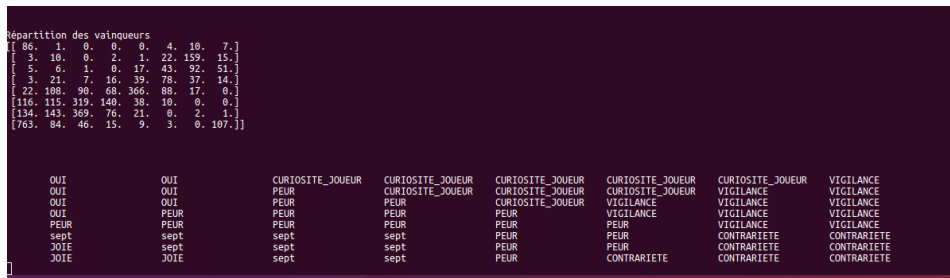 Répartition des vainqueurs
[[ 86. 1. 0. 0. 0. 4. 10. 7.]
[ 3. 10. 0. 2. 1. 22. 159. 15.]
[ 5. 6. 1. 0. 17. 43. 92. 51.]
[ 3. 21. 7. 16. 39. 78. 37. 14.]
[ 22. 108. 90. 68. 366. 88. 17. 0.]
[116. 115. 319. 140. 38. 10. 0. 0.]
[134. 143. 369. 76. 21. 0. 2. 1.]
[763. 84. 46. 15. 9. 3. 0. 107.]]
OUI OUI CURIOSITE_JOUEUR CURIOSITE_JOUEUR CURIOSITE_JOUEUR CURIOSITE_JOUEUR CURIOSITE_JOUEUR VIGILANCE
OUI OUI PEUR CURIOSITE_JOUEUR CURIOSITE_JOUEUR CURIOSITE_JOUEUR VIGILANCE VIGILANCE
OUI OUI PEUR PEUR CURIOSITE_JOUEUR VIGILANCE VIGILANCE VIGILANCE
OUI PEUR PEUR PEUR PEUR VIGILANCE VIGILANCE VIGILANCE
PEUR PEUR PEUR PEUR PEUR PEUR VIGILANCE VIGILANCE
sept sept sept sept PEUR PEUR CONTRARIETE CONTRARIETE
JOIE sept sept sept PEUR PEUR CONTRARIETE CONTRARIETE
JOIE JOIE sept sept PEUR CONTRARIETE CONTRARIETE CONTRARIETE